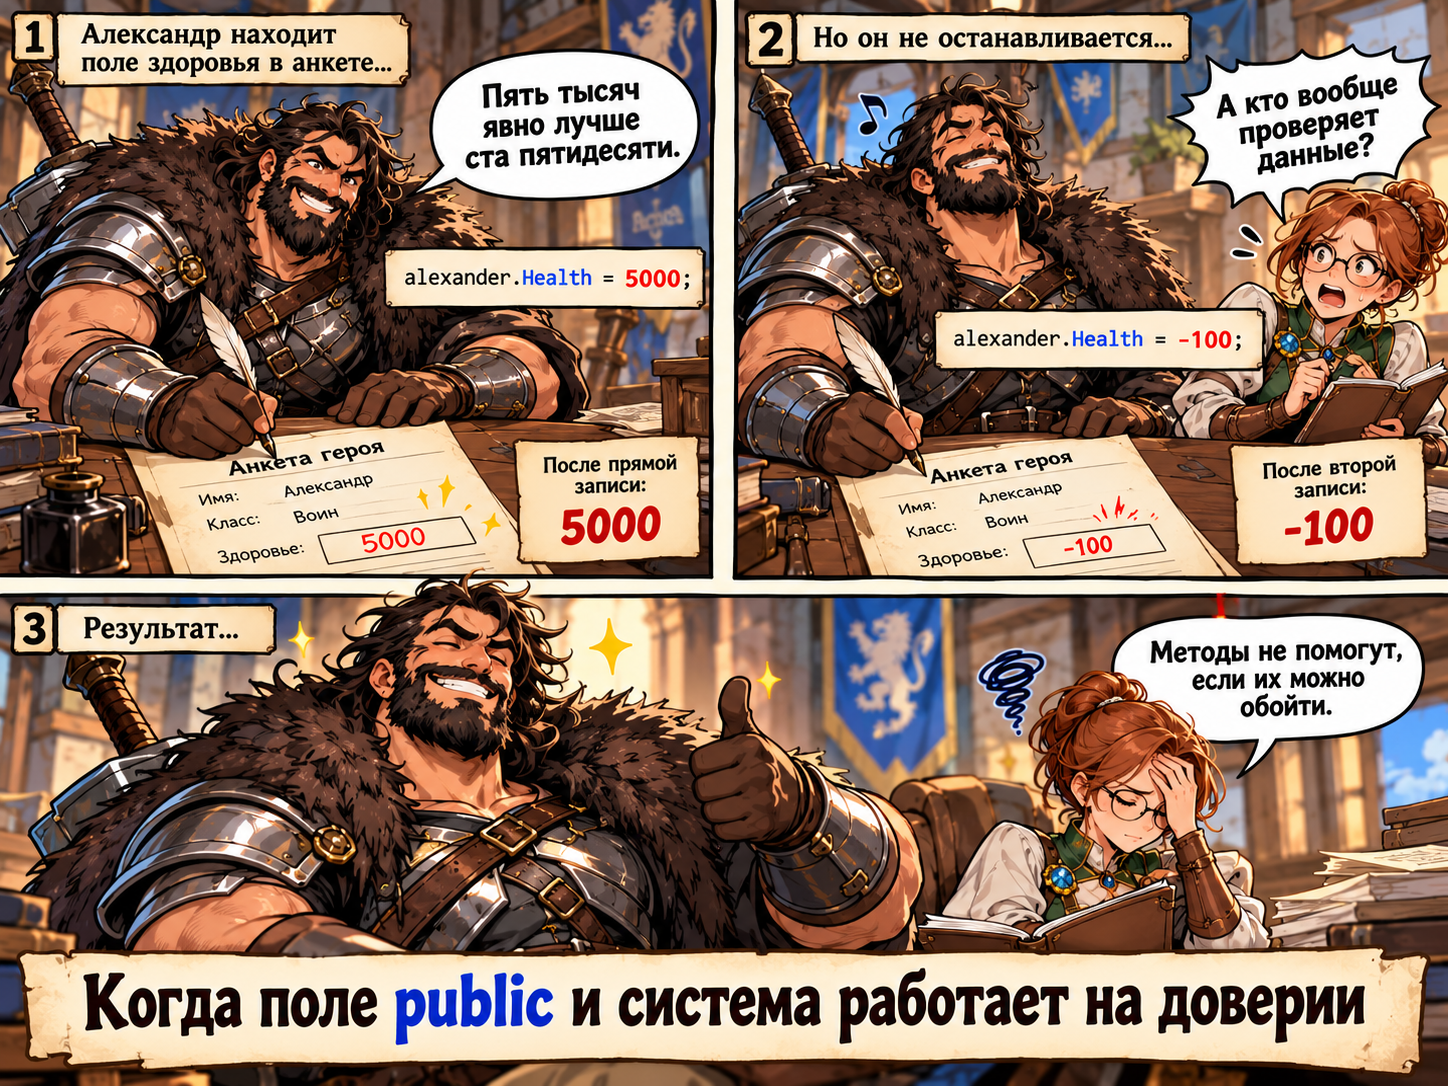 1
Александр находит
поле здоровья в анкете...
Пять тысяч
явно лучше
ста пятидесяти.
alexander.Health = 5000;
Анкета героя
Имя: Александр
Класс: Воин
Здоровье: 5000
После прямой
записи:
5000
2
Но он не останавливается...
А кто вообще
проверяет
данные?
alexander.Health = -100;
Анкета героя
Имя: Александр
Класс: Воин
Здоровье: -100
После второй
записи:
-100
3
Результат...
Методы не помогут,
если их можно
обойти.
Когда поле public и система работает на доверии